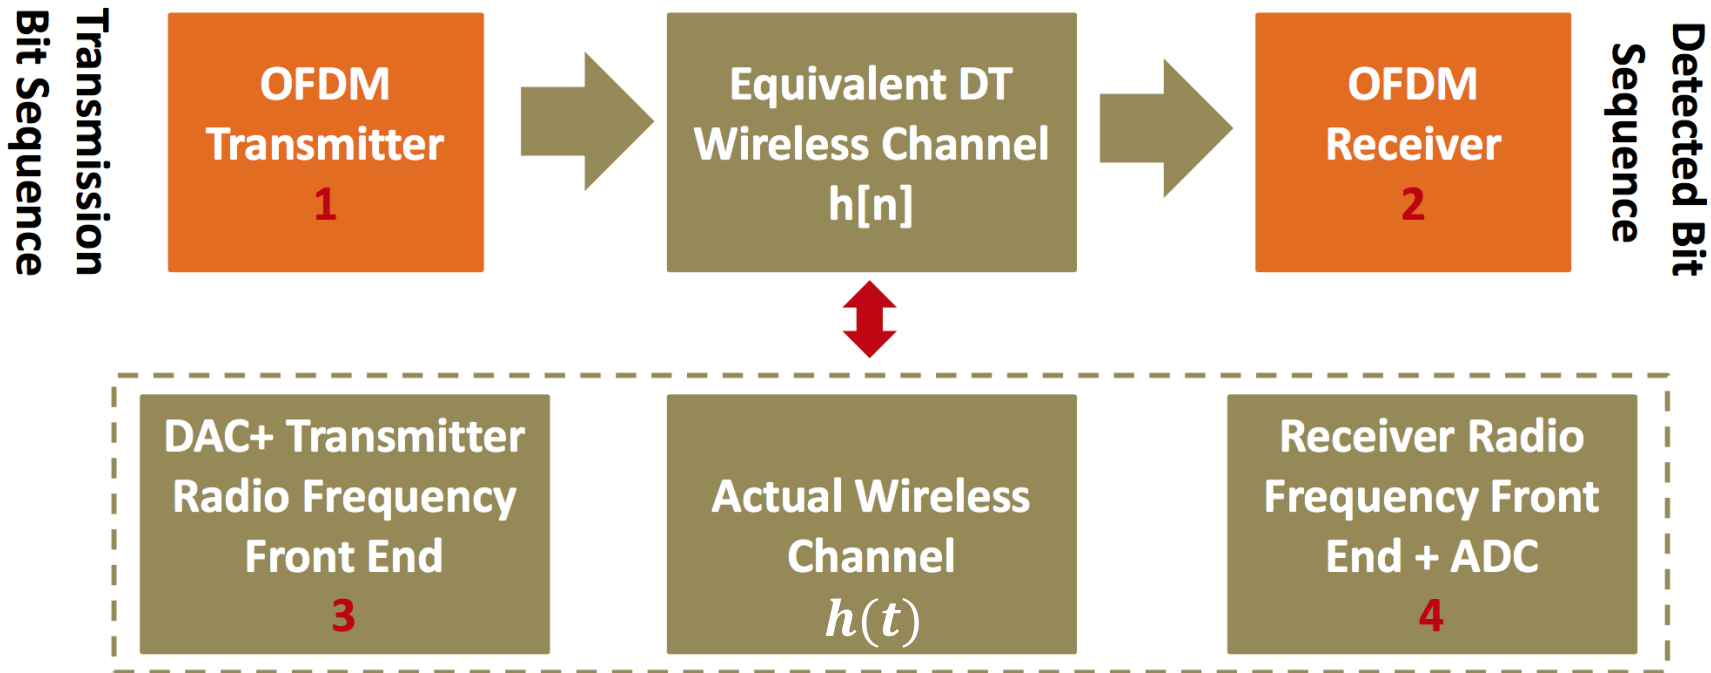 Transmission
Bit Sequence
OFDM
Transmitter
1
Equivalent DT
Wireless Channel
h[n]
OFDM
Receiver
2
Detected Bit
Sequence
DAC+ Transmitter
Radio Frequency
Front End
3
Actual Wireless
Channel
h(t)
Receiver Radio
Frequency Front
End + ADC
4